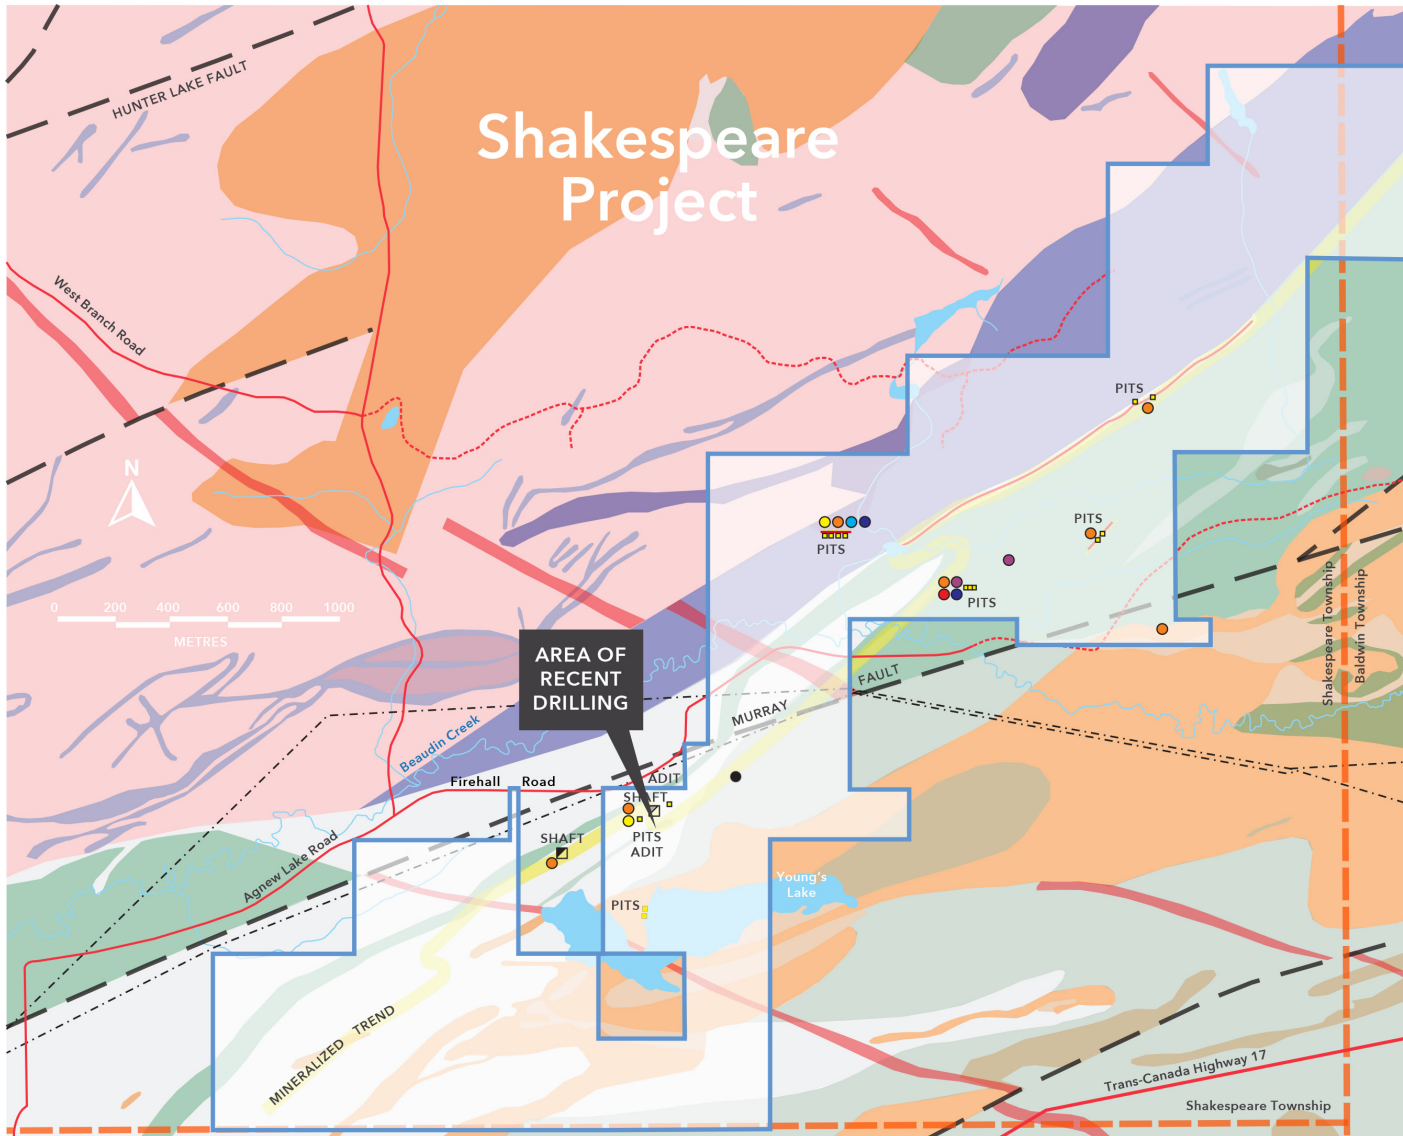 HUNTER LAKE FAULT
Shakespeare
Project
West Branch Road
PITS
N
PITS
PITS
PITS
0 200 400 600 800 1000
METRES
Shakespeare Township
Baldwin Township
AREA OF
RECENT
DRILLING
FAULT
MURRAY
Beaudin Creek
Firehall Road
ADIT
SHAFT
SHAFT
PITS
ADIT
Agnew Lake Road
Young's
Lake
PITS
MINERALIZED TREND
Trans-Canada Highway 17
Shakespeare Township